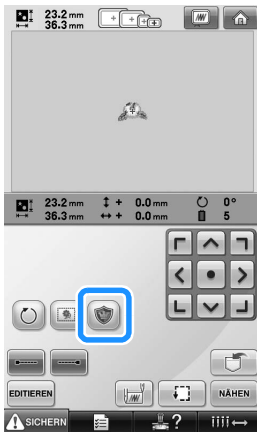 23.2 mm
36.3 mm
23.2 mm + 0.0 mm 0°
36.3 mm + 0.0 mm 5
EDITIEREN
NÄHEN
SICHERN
?